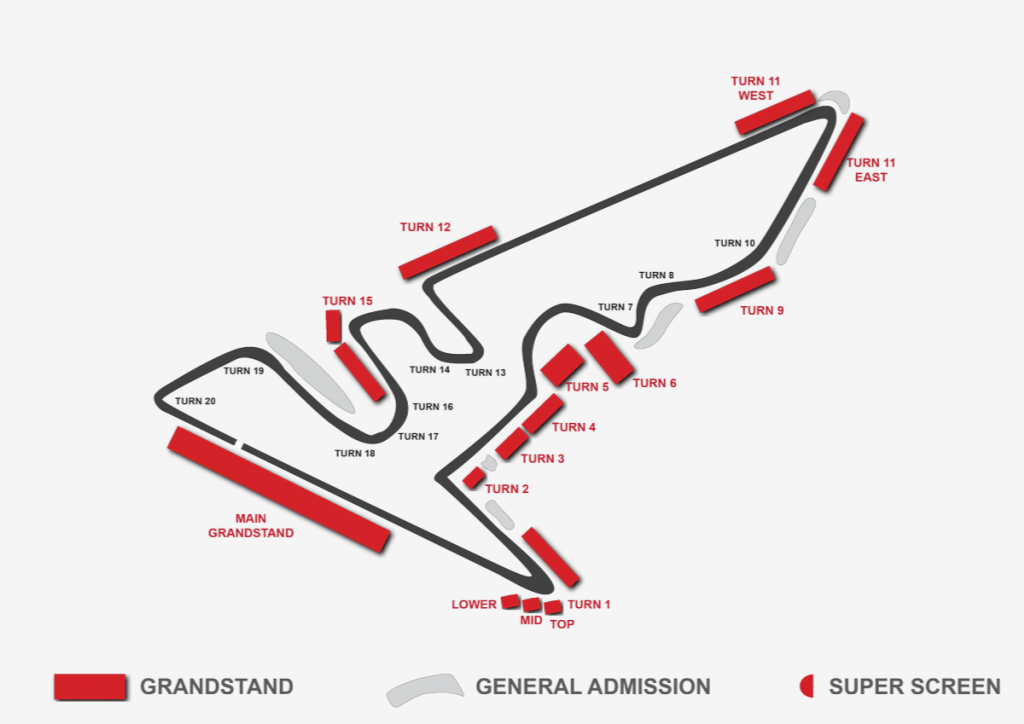 TURN 11
WEST
TURN 11
EAST
TURN 12
TURN 10
TURN 8
TURN 15
TURN 7
TURN 9
TURN 14
TURN 13
TURN 19
TURN 5
TURN 6
TURN 20
TURN 16
TURN 4
TURN 17
TURN 18
TURN 3
TURN 2
MAIN
GRANDSTAND
LOWER
MID
TOP
TURN 1
GRANDSTAND
GENERAL ADMISSION
SUPER SCREEN